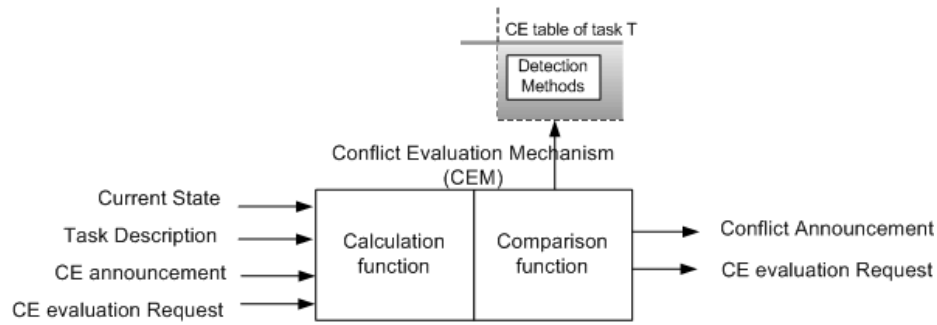 CE table of task T
Detection
Methods
Conflict Evaluation Mechanism
(CEM)
Current State
Task Description
CE announcement
CE evaluation Request
Calculation
function
Comparison
function
Conflict Announcement
CE evaluation Request